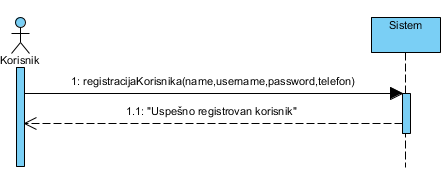 Sistem
Korisnik
1: registracijaKorisnika(name,username,password,telefon)
1.1: "Uspešno registrovan korisnik"